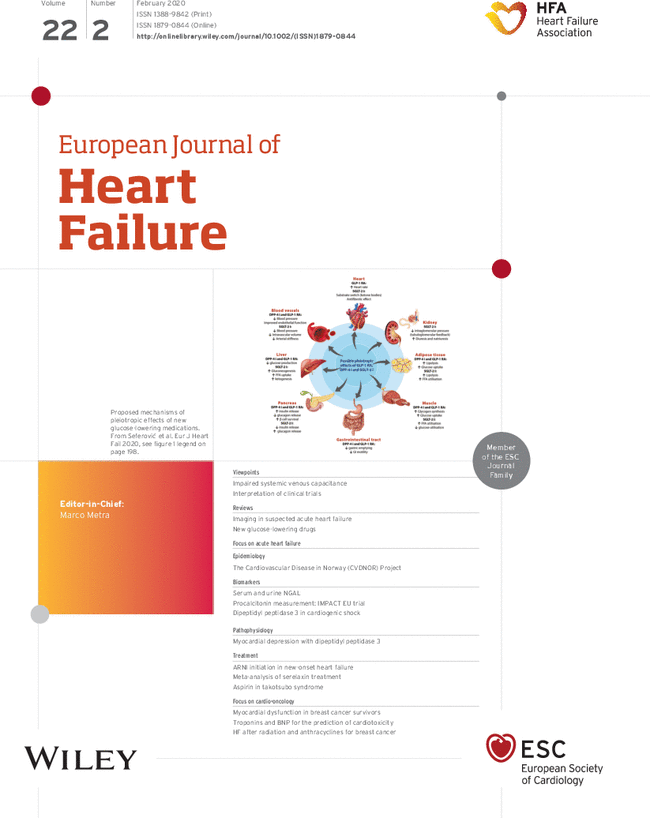 Volume
22
Number
2
February 2020
ISSN 1388-9842 (Print)
ISSN 1879-0844 (Online)
http://onlinelibrary.wiley.com/journal/10.1002/(ISSN)1879-0844
HFA
Heart Failure
Association
European Journal of
Heart
Failure
Heart
Blood vessels
Kidney
Liver
Adipose tissue
Pancreas
Muscle
Gastrointestinal tract
Proposed mechanisms of
pleiotropic effects of new
glucose lowering medications.
From Seferović et al. Eur J Heart
Fail 2020, see figure 1 legend on
page 198.
Member
of the ESC
Journal
Family
Editor-in-Chief:
Marco Metra
Viewpoints
Impaired systemic venous capacitance
Interpretation of clinical trials
Reviews
Imaging in suspected acute heart failure
New glucose-lowering drugs
Focus on acute heart failure
Epidemiology
The Cardiovascular Disease in Norway (CVDNOR) Project
Biomarkers
Serum and urine NGAL
Procalcitonin measurement: IMPACT EU trial
Dipeptidyl peptidase 3 in cardiogenic shock
Pathophysiology
Myocardial depression with dipeptidyl peptidase 3
Treatment
ARNI initiation in new-onset heart failure
Meta-analysis of serelaxin treatment
Aspirin in takotsubo syndrome
Focus on cardio-oncology
Myocardial dysfunction in breast cancer survivors
Troponins and BNP for the prediction of cardiotoxicity
HF after radiation and anthracyclines for breast cancer
WILEY
ESC
European Society
of Cardiology